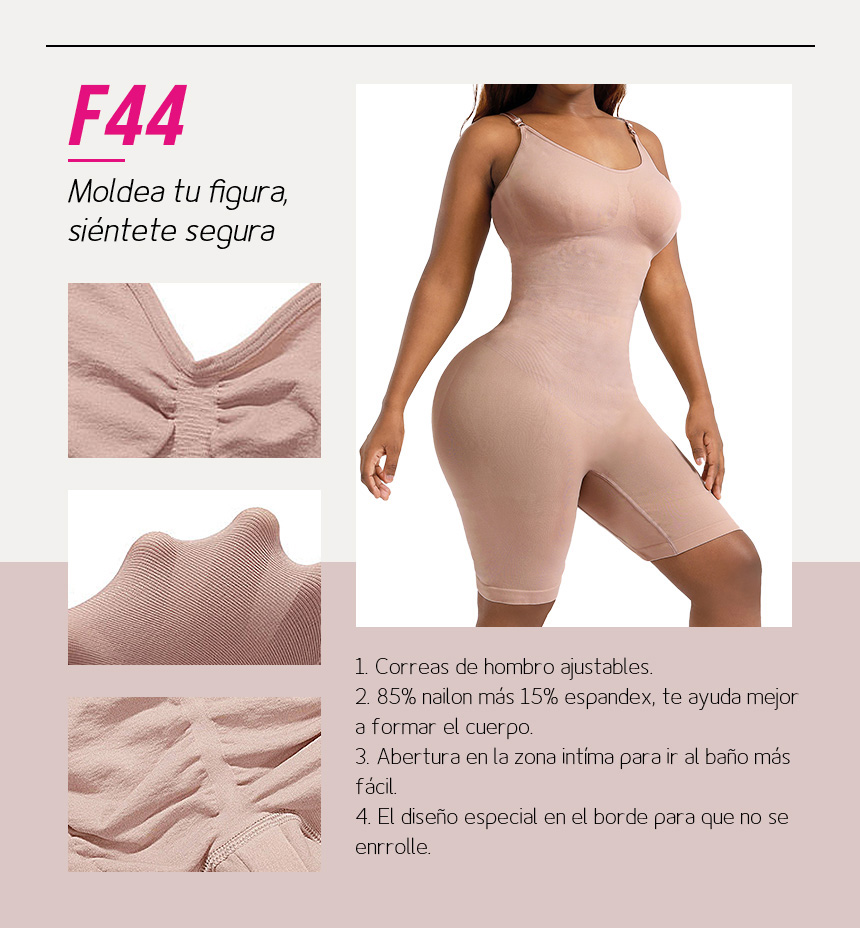 F44
Moldea tu figura,
siéntete segura
1. Correas de hombro ajustables.
2. 85% nailon más 15% espandex, te ayuda mejor
a formar el cuerpo.
3. Abertura en la zona intíma para ir al baño más
fácil.
4. El diseño especial en el borde para que no se
enrrolle.